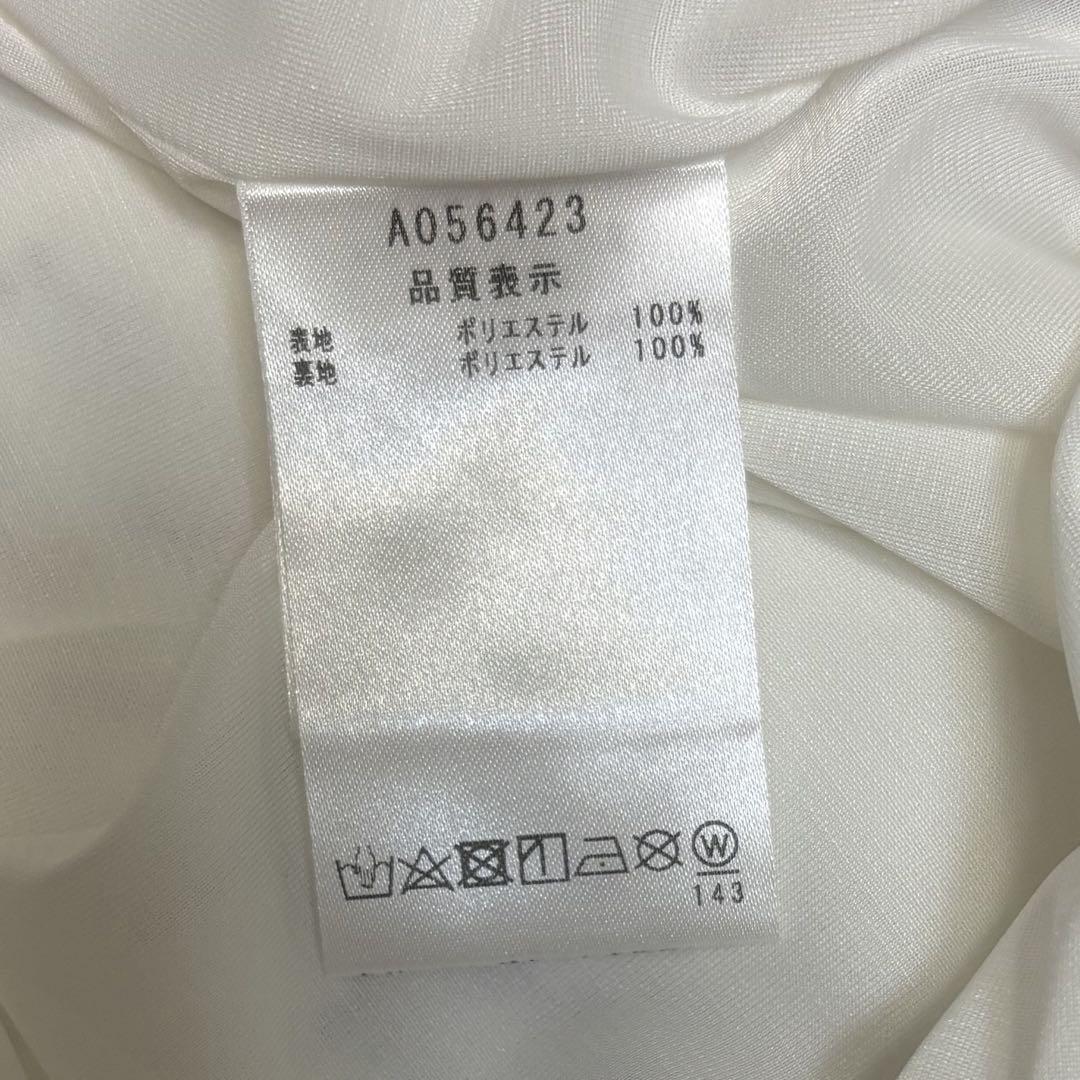 A056423
品質表示
表地 ポリエステル 100%
裏地 ポリエステル 100%
W
143